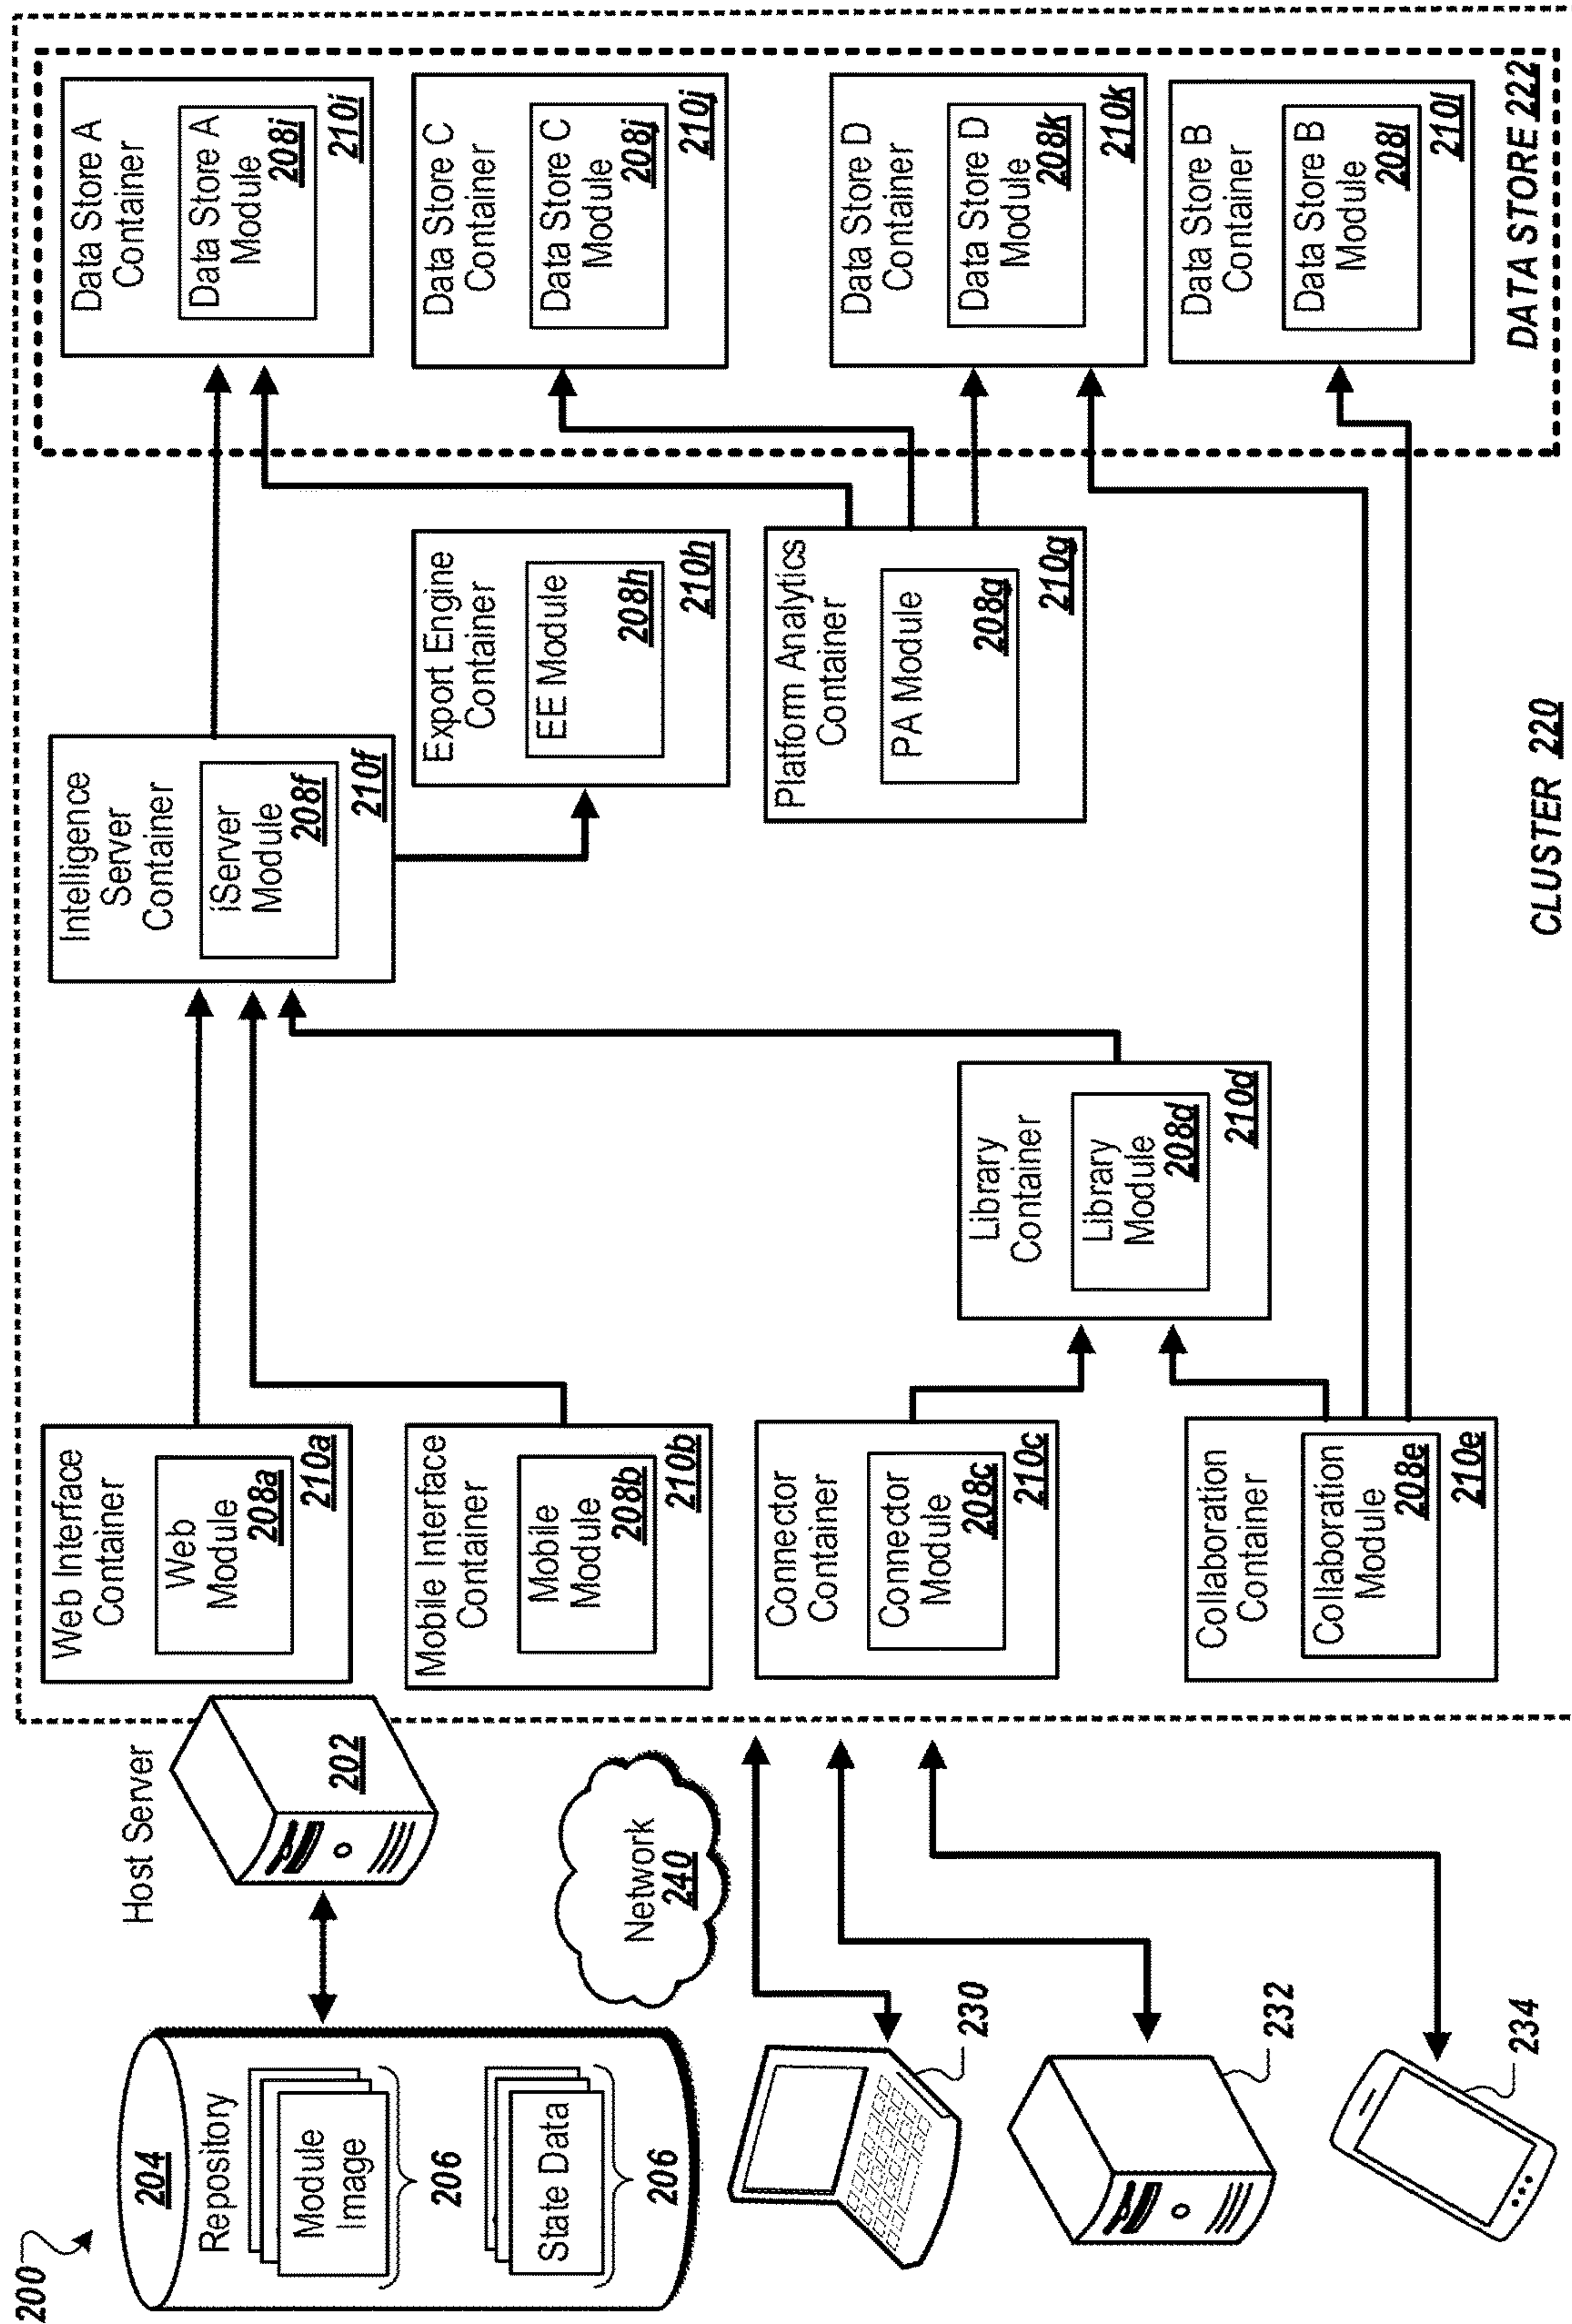 200
204
Repository
Module
Image
206
State Data
206
Host Server
202
Network
240
230
232
234
Web Interface
Container
Web
Module
208a
210a
Mobile Interface
Container
Mobile
Module
208b
210b
Connector
Container
Connector
Module
208c
210c
Collaboration
Container
Collaboration
Module
208e
210e
Library
Container
Library
Module
208d
210d
Intelligence
Server
Container
iServer
Module
208f
210f
Export Engine
Container
EE Module
208h
210h
Platform Analytics
Container
PA Module
208g
210g
Data Store A
Container
Data Store A
Module
208i
210i
Data Store C
Container
Data Store C
Module
208j
210j
Data Store D
Container
Data Store D
Module
208k
210k
Data Store B
Container
Data Store B
Module
208l
210l
DATA STORE 222
CLUSTER 220